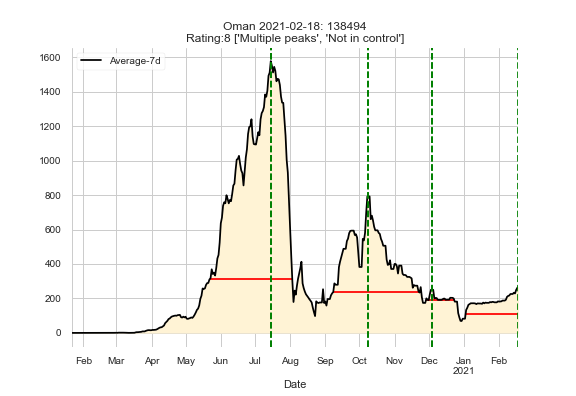 Oman 2021-02-18: 138494
Rating:8 ['Multiple peaks', 'Not in control']
Average-7d
1600
1400
1200
1000
800
600
400
200
0
Feb Mar Apr May Jun Jul Aug Sep Oct Nov Dec Jan Feb
2021
Date